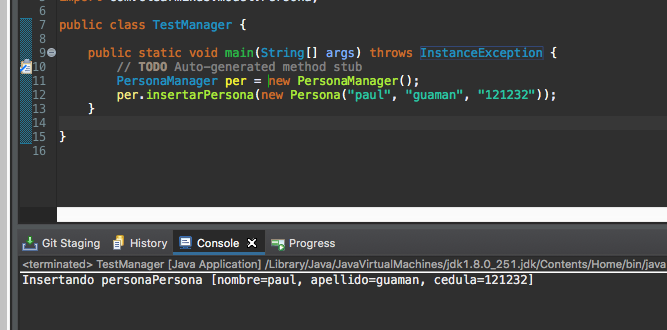 6
7 public class TestManager {
8
9 public static void main(String[] args) throws InstanceException {
10 // TODO Auto-generated method stub
11 PersonaManager per = new PersonaManager();
12 per.insertarPersona(new Persona("paul", "guaman", "121232"));
13 }
14
15 }
16
Git Staging History Console Progress
<terminated> TestManager [Java Application] /Library/Java/JavaVirtualMachines/jdk1.8.0_251.jdk/Contents/Home/bin/java
Insertando personaPersona [nombre=paul, apellido=guaman, cedula=121232]